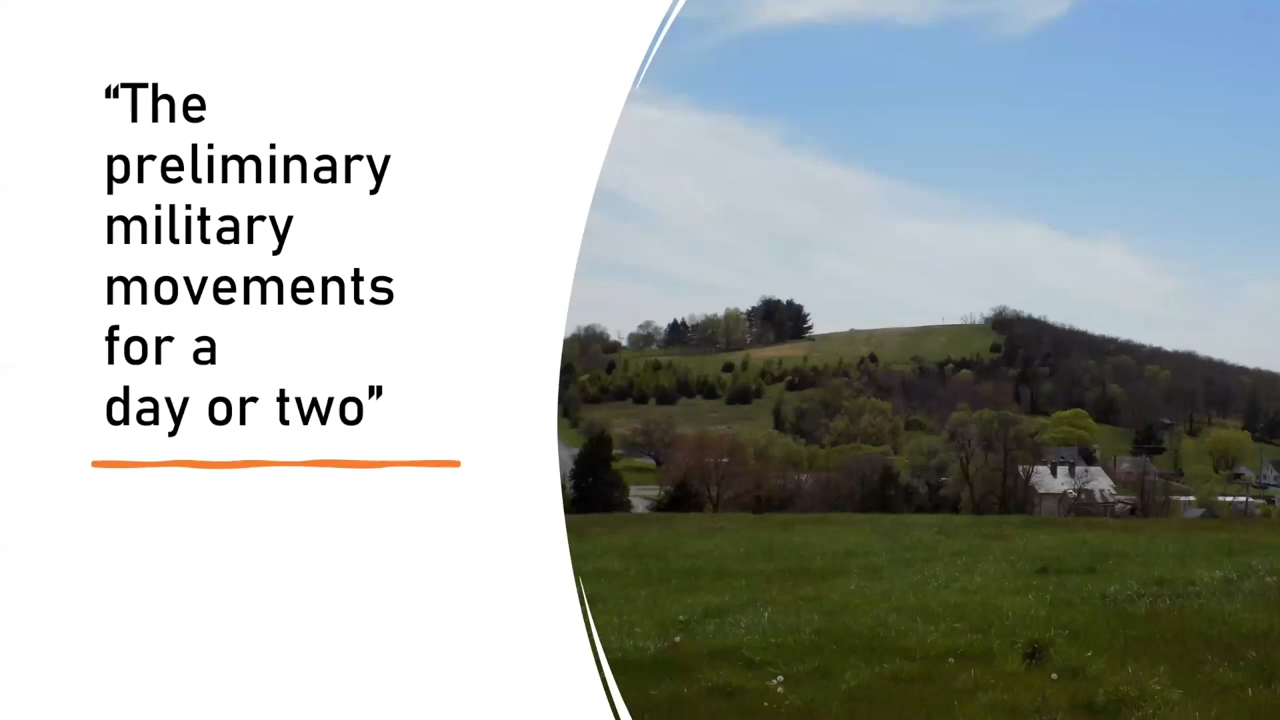 “The
preliminary
military
movements
for a
day or two”